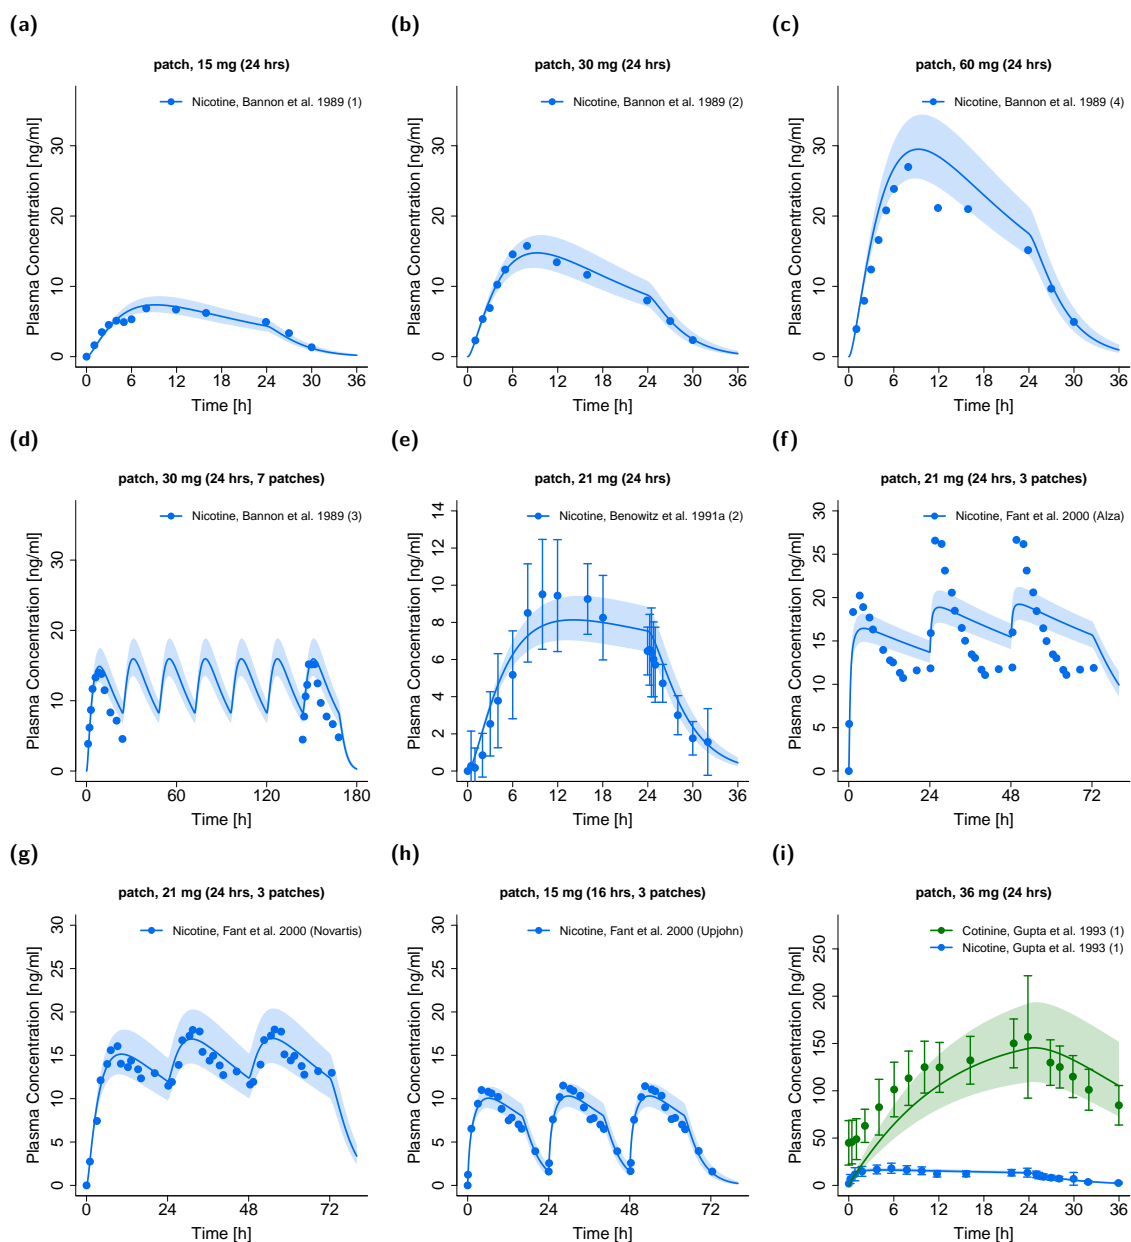 (a)
patch, 15 mg (24 hrs)
Nicotine, Bannon et al. 1989 (1)
Plasma Concentration [ng/ml]
0 10 20 30
0 6 12 18 24 30 36
Time [h]
(b)
patch, 30 mg (24 hrs)
Nicotine, Bannon et al. 1989 (2)
Plasma Concentration [ng/ml]
0 10 20 30
0 6 12 18 24 30 36
Time [h]
(c)
patch, 60 mg (24 hrs)
Nicotine, Bannon et al. 1989 (4)
Plasma Concentration [ng/ml]
0 10 20 30
0 6 12 18 24 30 36
Time [h]
(d)
patch, 30 mg (24 hrs, 7 patches)
Nicotine, Bannon et al. 1989 (3)
Plasma Concentration [ng/ml]
0 10 20 30
0 60 120 180
Time [h]
(e)
patch, 21 mg (24 hrs)
Nicotine, Benowitz et al. 1991a (2)
Plasma Concentration [ng/ml]
0 2 4 6 8 10 12 14
0 6 12 18 24 30 36
Time [h]
(f)
patch, 21 mg (24 hrs, 3 patches)
Nicotine, Fant et al. 2000 (Alza)
Plasma Concentration [ng/ml]
0 5 10 15 20 25 30
0 24 48 72
Time [h]
(g)
patch, 21 mg (24 hrs, 3 patches)
Nicotine, Fant et al. 2000 (Novartis)
Plasma Concentration [ng/ml]
0 5 10 15 20 25 30
0 24 48 72
Time [h]
(h)
patch, 15 mg (16 hrs, 3 patches)
Nicotine, Fant et al. 2000 (Upjohn)
Plasma Concentration [ng/ml]
0 5 10 15 20 25 30
0 24 48 72
Time [h]
(i)
patch, 36 mg (24 hrs)
Cotinine, Gupta et al. 1993 (1)
Nicotine, Gupta et al. 1993 (1)
Plasma Concentration [ng/ml]
0 50 100 150 200 250
0 6 12 18 24 30 36
Time [h]